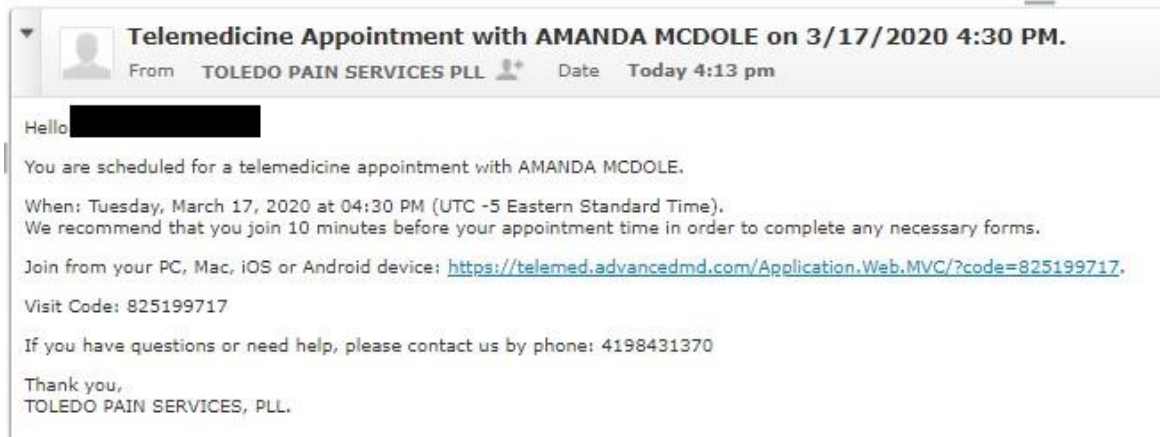 Telemedicine Appointment with AMANDA MCDOLE on 3/17/2020 4:30 PM.
From TOLEDO PAIN SERVICES PLL Date Today 4:13 pm
Hello
You are scheduled for a telemedicine appointment with AMANDA MCDOLE.
When: Tuesday, March 17, 2020 at 04:30 PM (UTC -5 Eastern Standard Time).
We recommend that you join 10 minutes before your appointment time in order to complete any necessary forms.
Join from your PC, Mac, iOS or Android device: https://telemed.advancedmd.com/Application.Web.MVC/?code=825199717.
Visit Code: 825199717
If you have questions or need help, please contact us by phone: 4198431370
Thank you,
TOLEDO PAIN SERVICES, PLL.